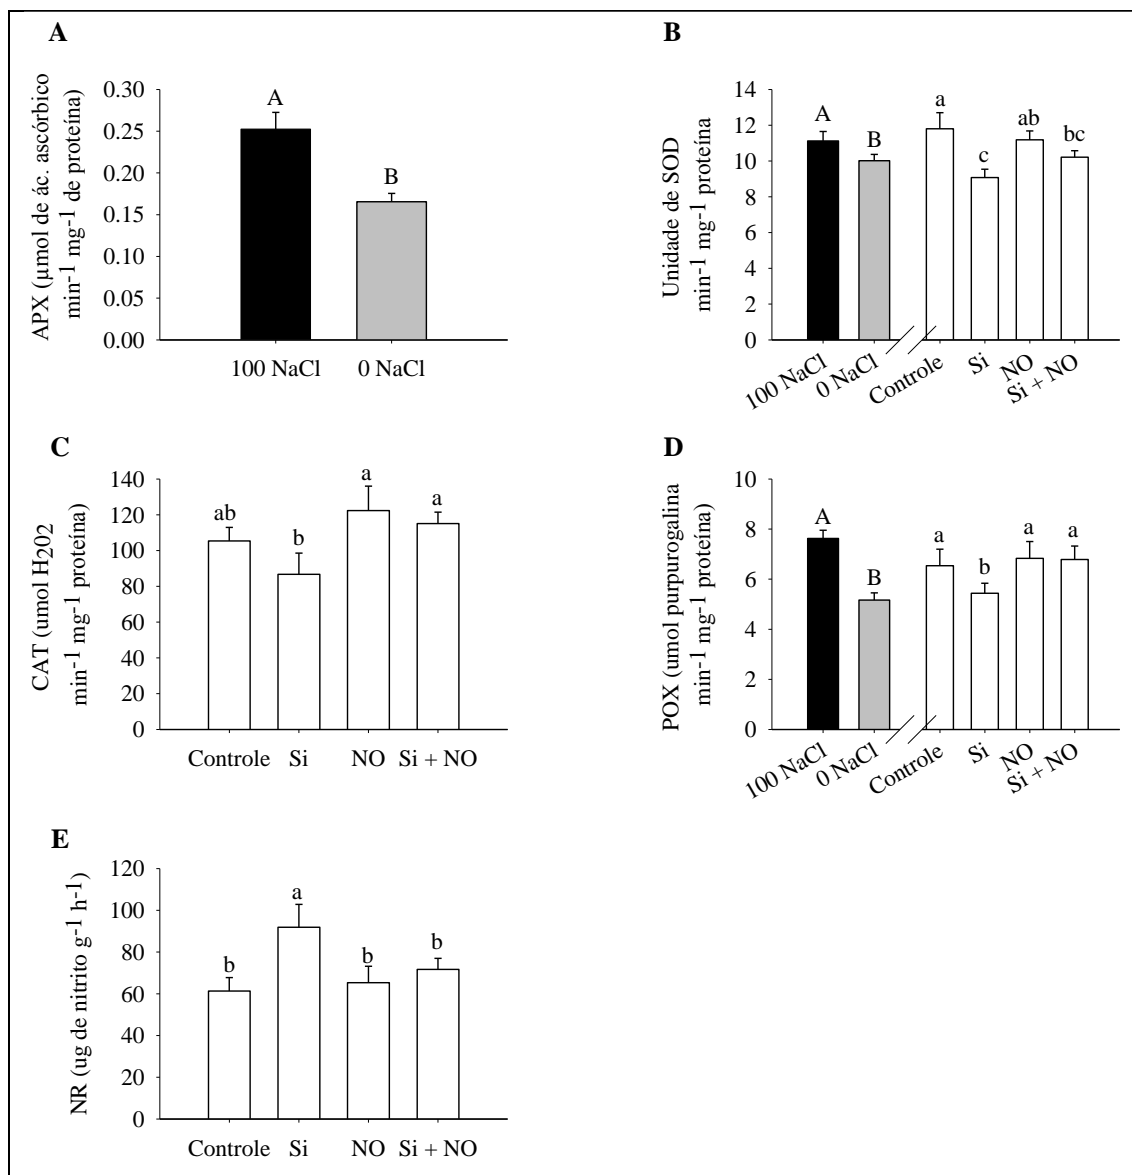 A
APX (µmol de ác. ascórbico
min-1 mg-1 de proteína)
0.30
0.25
0.20
0.15
0.10
0.05
0.00
A
B
100 NaCl 0 NaCl
B
Unidade de SOD
min-1 mg-1 proteína
14
12
10
8
6
4
2
0
A
B
a
c
ab
bc
100 NaCl
0 NaCl
Controle
Si
NO
Si + NO
C
CAT (umol H202
min-1 mg-1 proteína)
140
120
100
80
60
40
20
0
ab
b
a
a
Controle Si NO Si + NO
D
POX (umol purpurogalina
min-1 mg-1 proteína)
10
8
6
4
2
0
A
B
a
b
a
a
100 NaCl
0 NaCl
Controle
Si
NO
Si + NO
E
NR (ug de nitrito g-1 h-1)
120
100
80
60
40
20
0
b
a
b
b
Controle Si NO Si + NO